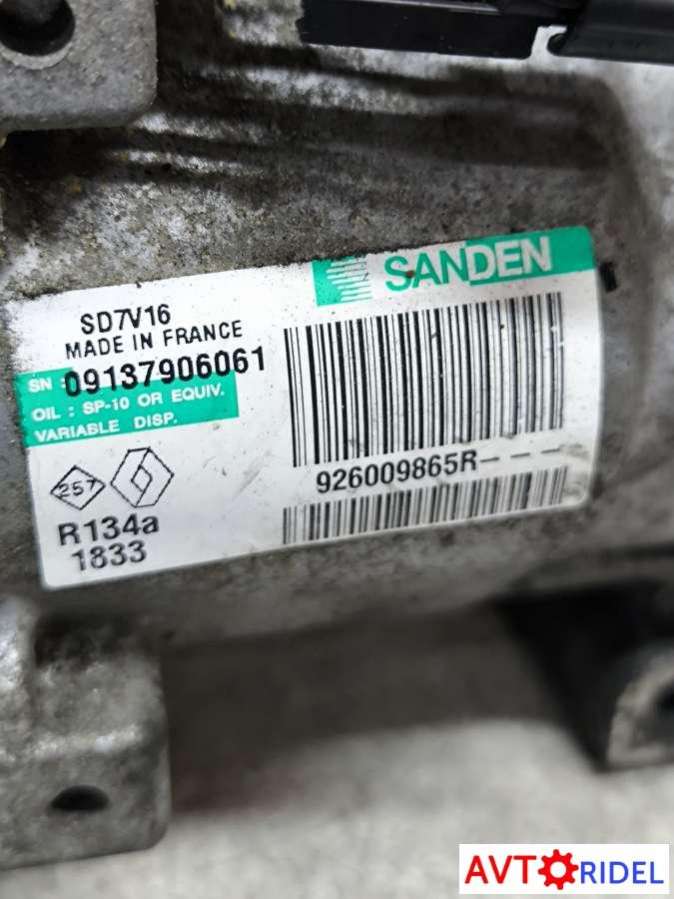 SANDEN
SD7V16
MADE IN FRANCE
SN : 09137906061
OIL : SP-10 OR EQUIV.
VARIABLE DISP.
257
R134a
1833
926009865R- - - -
AVTORIDEL